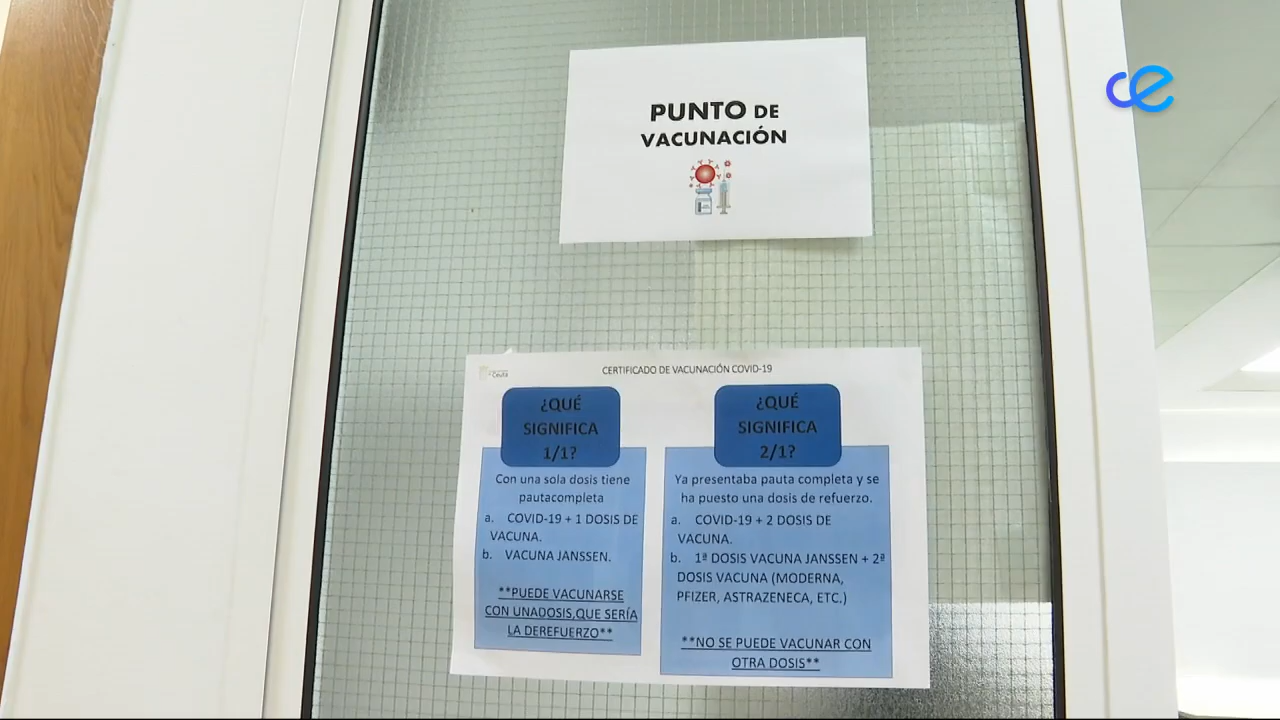 ce
PUNTO DE
VACUNACIÓN
Ceuta
CERTIFICADO DE VACUNACIÓN COVID-19
¿QUÉ
SIGNIFICA
1/1?
Con una sola dosis tiene
pautacompleta
a. COVID-19 + 1 DOSIS DE
VACUNA.
b. VACUNA JANSSEN.
**PUEDE VACUNARSE
CON UNADOSIS,QUE SERÍA
LA DEREFUERZO**
¿QUÉ
SIGNIFICA
2/1?
Ya presentaba pauta completa y se
ha puesto una dosis de refuerzo.
a. COVID-19 + 2 DOSIS DE
VACUNA.
b. 1ª DOSIS VACUNA JANSSEN + 2ª
DOSIS VACUNA (MODERNA,
PFIZER, ASTRAZENECA, ETC.)
**NO SE PUEDE VACUNAR CON
OTRA DOSIS**